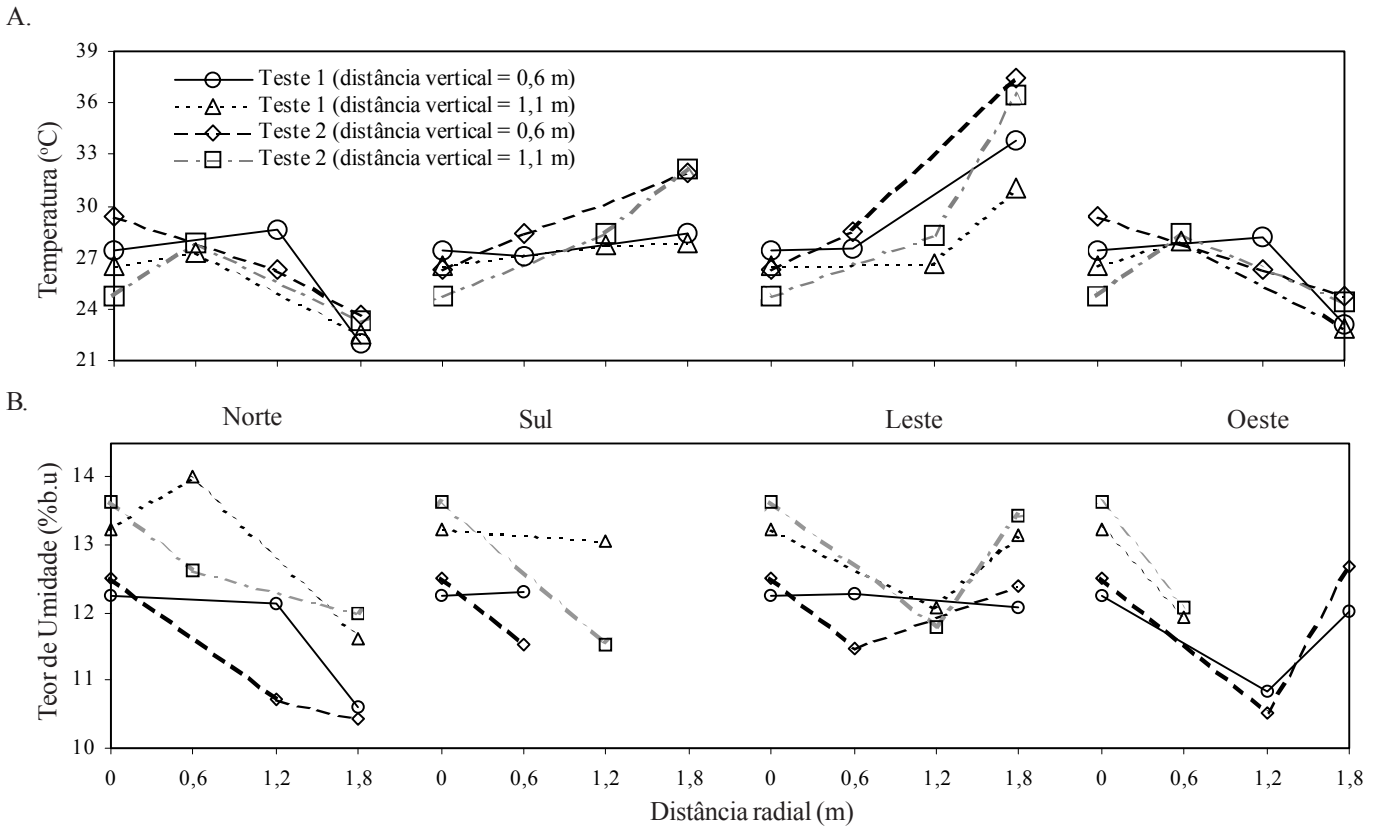 A.
39
36
33
30
27
24
21
Temperatura (ºC)
Teste 1 (distância vertical = 0,6 m)
Teste 1 (distância vertical = 1,1 m)
Teste 2 (distância vertical = 0,6 m)
Teste 2 (distância vertical = 1,1 m)
B.
Norte Sul Leste Oeste
14
13
12
11
10
Teor de Umidade (%b.u)
0 0,6 1,2 1,8 0 0,6 1,2 1,8 0 0,6 1,2 1,8 0 0,6 1,2 1,8
Distância radial (m)